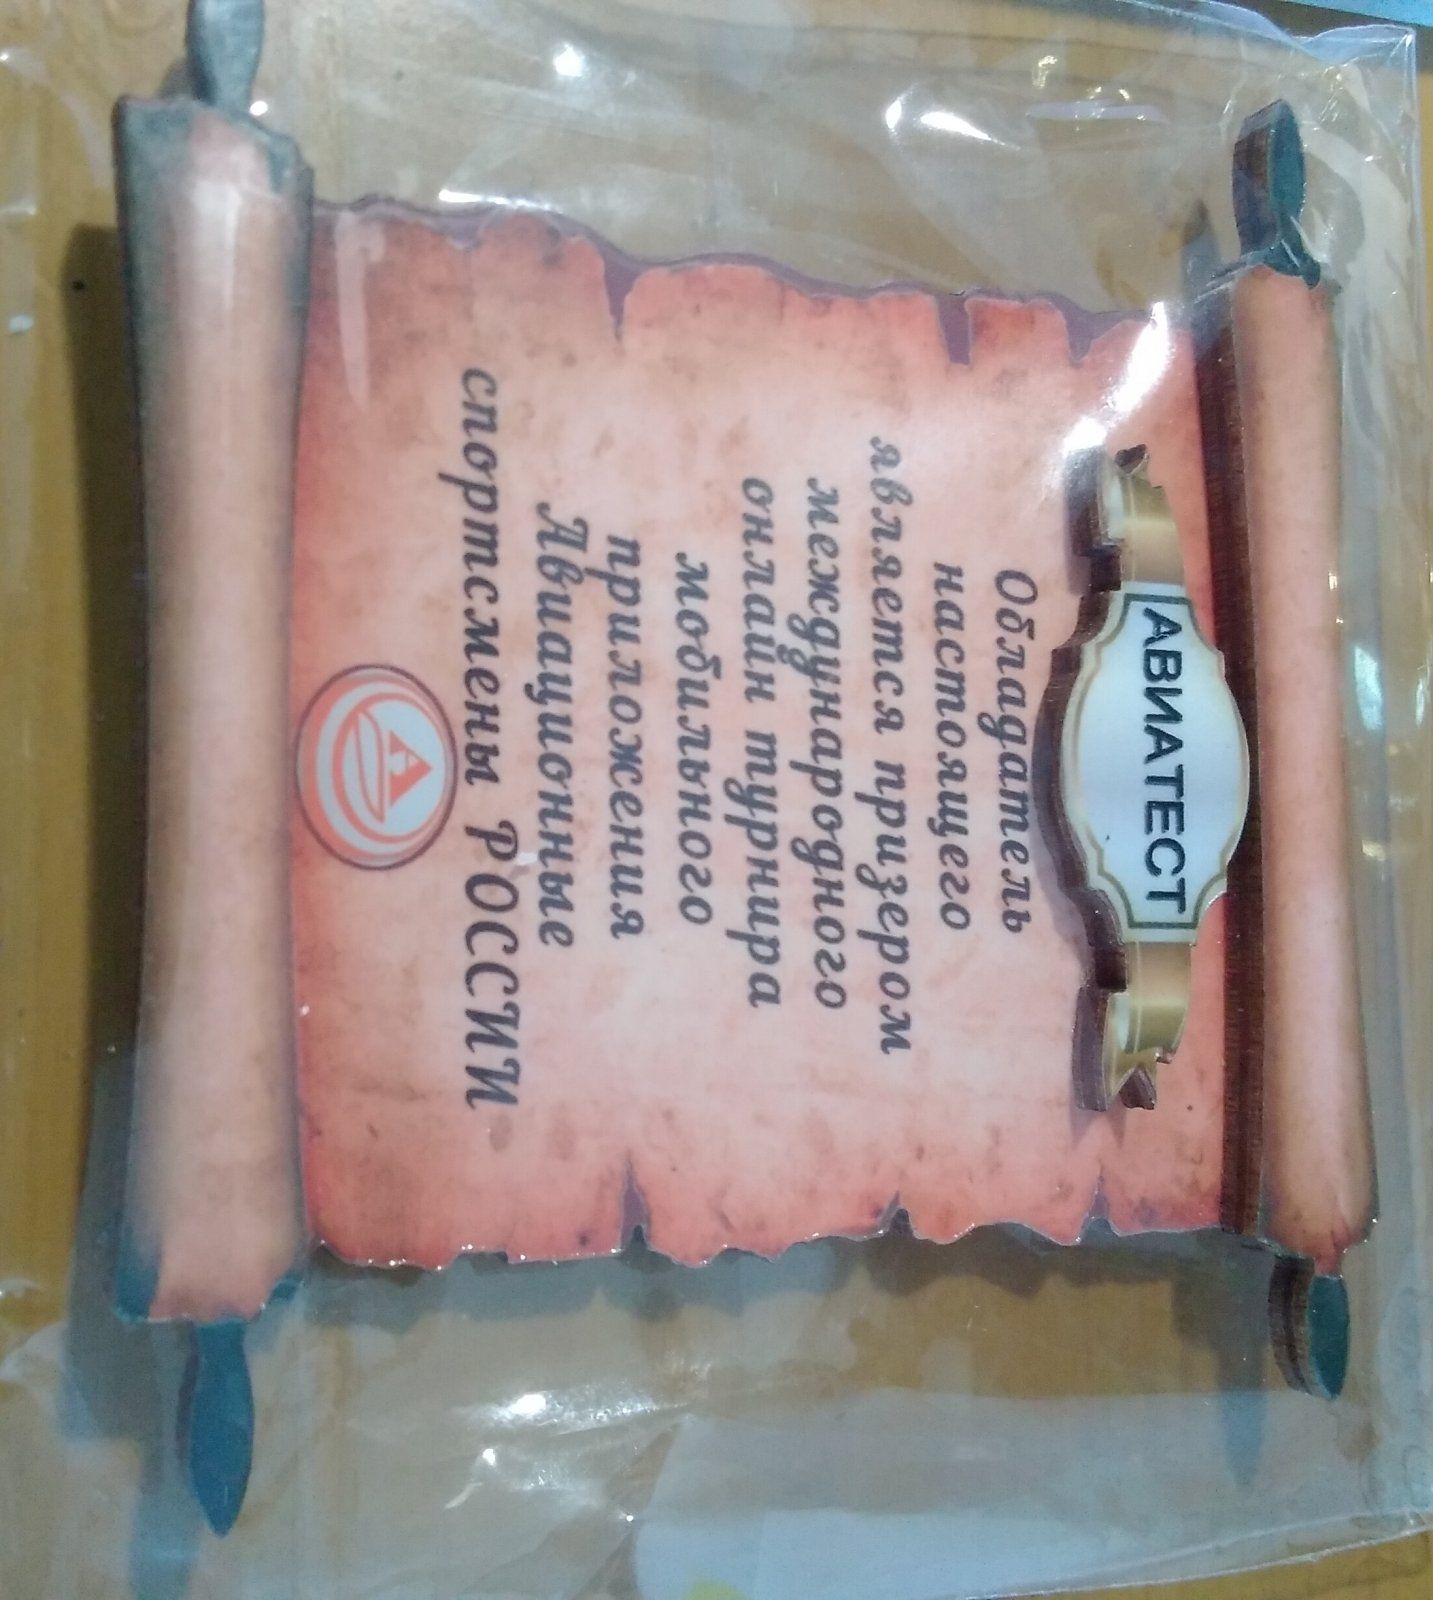 АВИАТЕСТ
Обладатель
настоящего
является призером
международного
онлайн турнира
мобильного
приложения
Авиационные
спортсмены РОССИИ
А